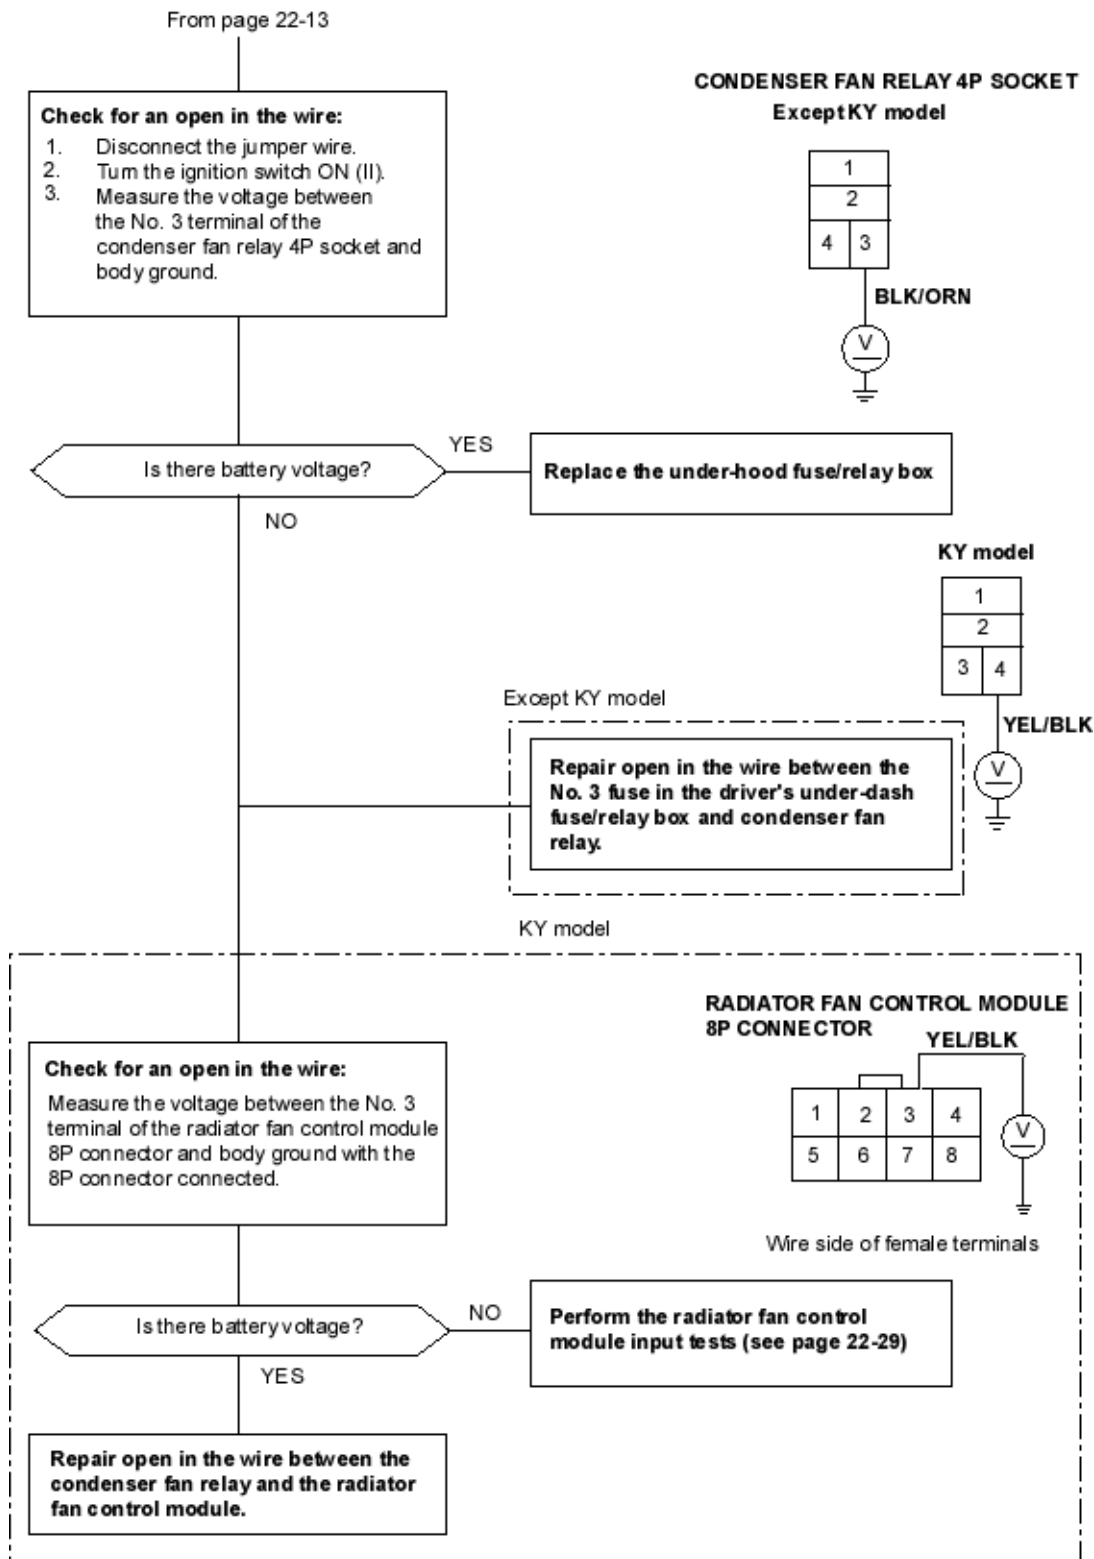 From page 22-13
CONDENSER FAN RELAY 4P SOCKET
Except KY model
Check for an open in the wire:
1. Disconnect the jumper wire.
2. Turn the ignition switch ON (II).
3. Measure the voltage between
the No. 3 terminal of the
condenser fan relay 4P socket and
body ground.
1
2
4 3
BLK/ORN
V
Is there battery voltage?
YES
Replace the under-hood fuse/relay box
NO
KY model
1
2
3 4
YEL/BLK
V
Except KY model
Repair open in the wire between the
No. 3 fuse in the driver's under-dash
fuse/relay box and condenser fan
relay.
KY model
RADIATOR FAN CONTROL MODULE
8P CONNECTOR
YEL/BLK
1 2 3 4
5 6 7 8
V
Wire side of female terminals
Check for an open in the wire:
Measure the voltage between the No. 3
terminal of the radiator fan control module
8P connector and body ground with the
8P connector connected.
Is there battery voltage?
NO
Perform the radiator fan control
module input tests (see page 22-29)
YES
Repair open in the wire between the
condenser fan relay and the radiator
fan control module.